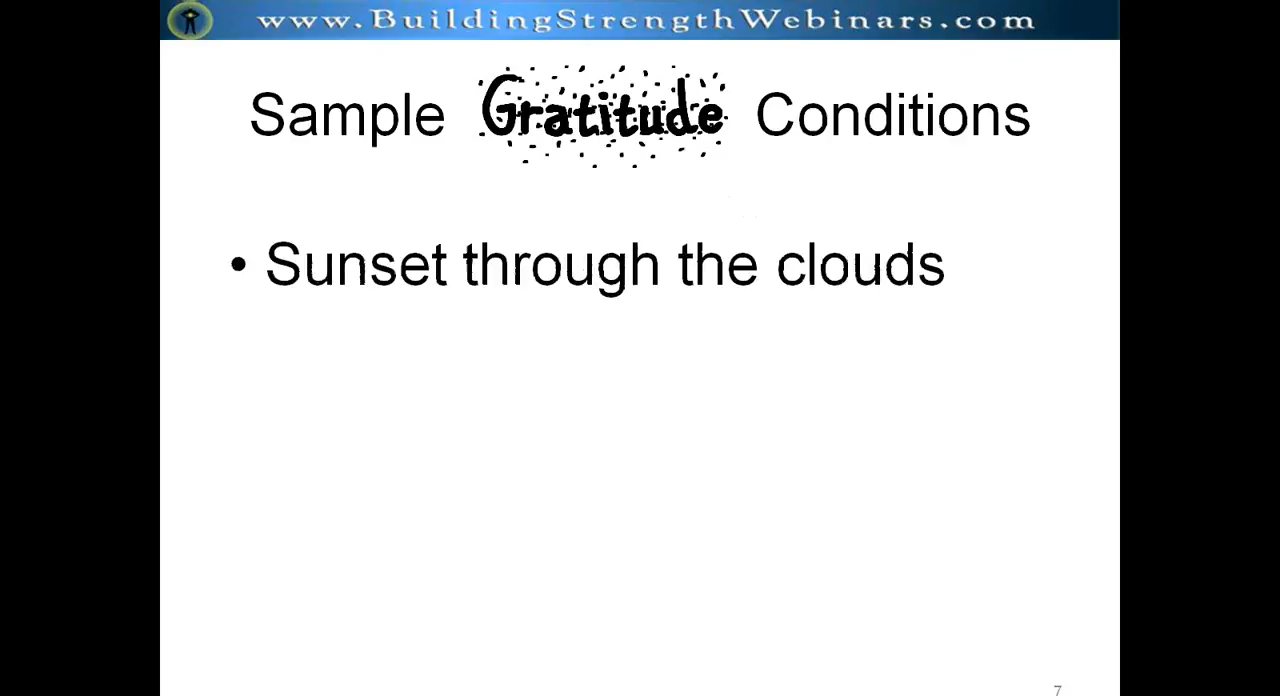 www.BuildingStrengthWebinars.com
Sample Gratitude Conditions
• Sunset through the clouds
7